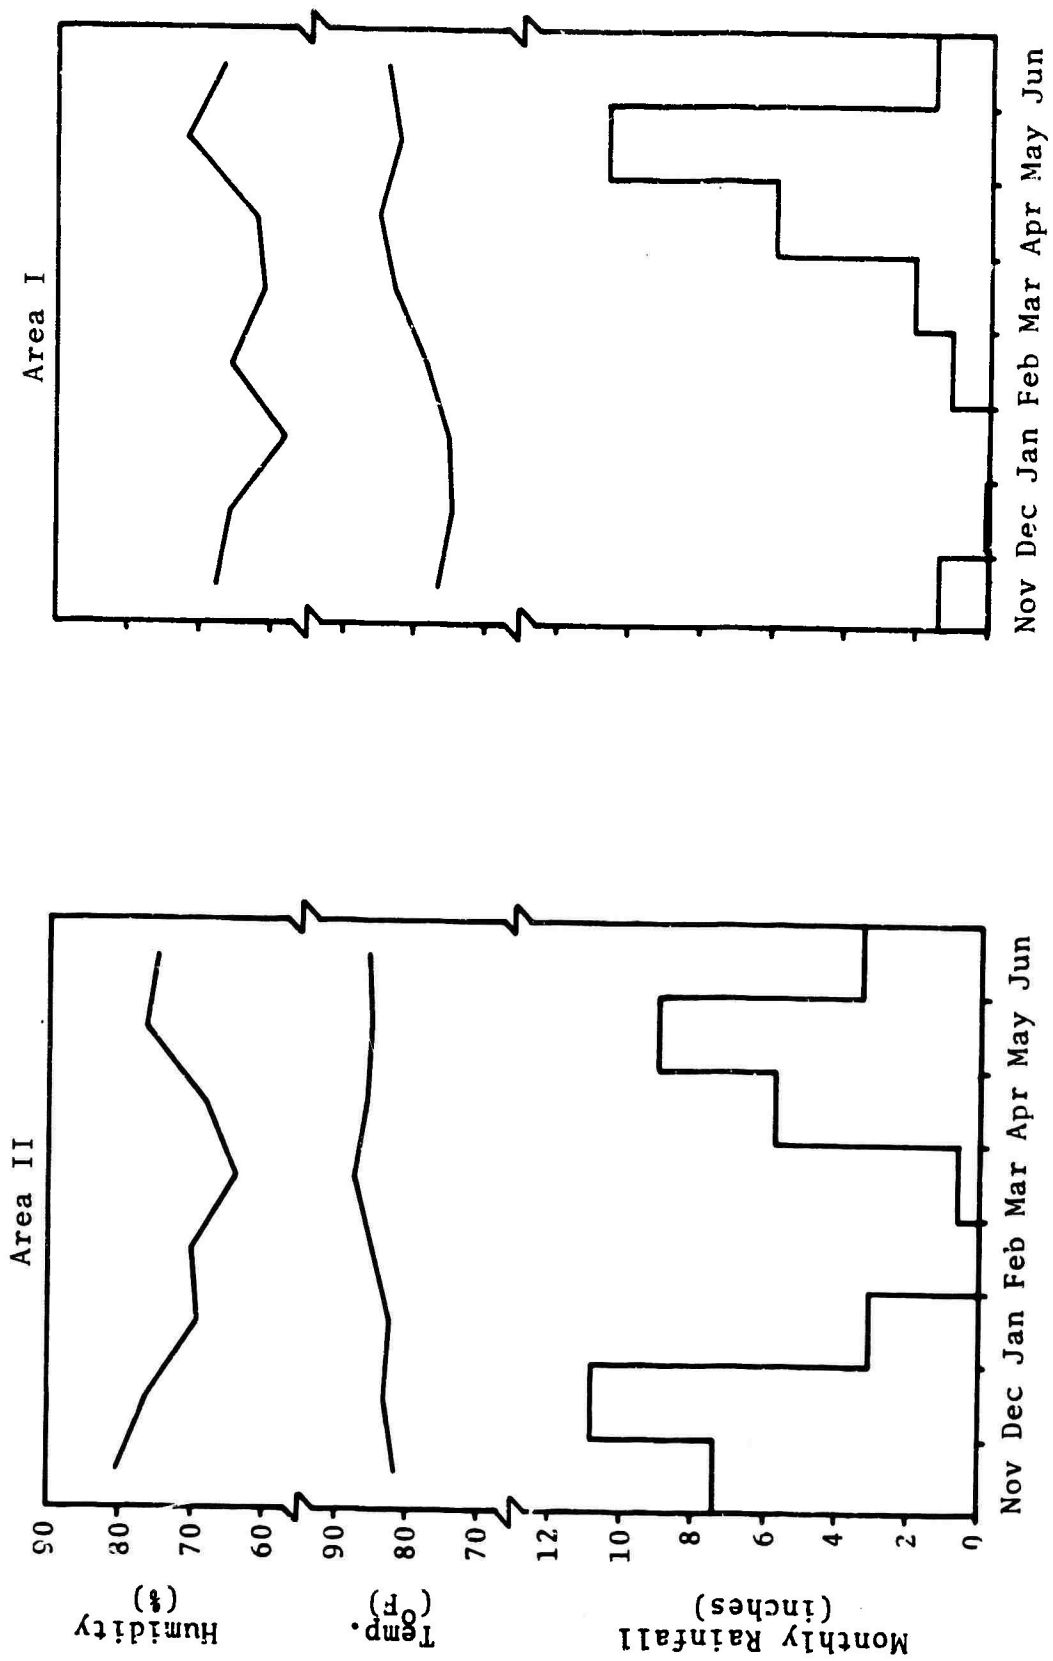 Area II
Area I
Humidity
(%)
90
80
70
60
Temp.
(°F)
90
80
70
Monthly Rainfall
(inches)
12
10
8
6
4
2
0
Nov Dec Jan Feb Mar Apr May Jun
Nov Dec Jan Feb Mar Apr May Jun